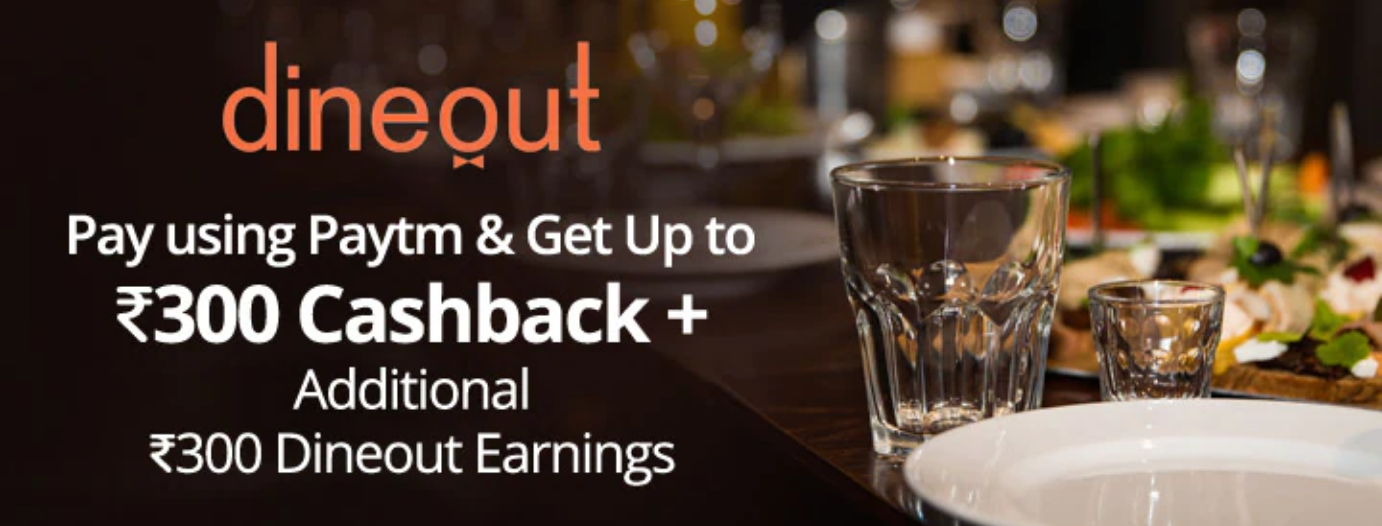 dineout
Pay using Paytm & Get Up to
₹300 Cashback +
Additional
₹300 Dineout Earnings